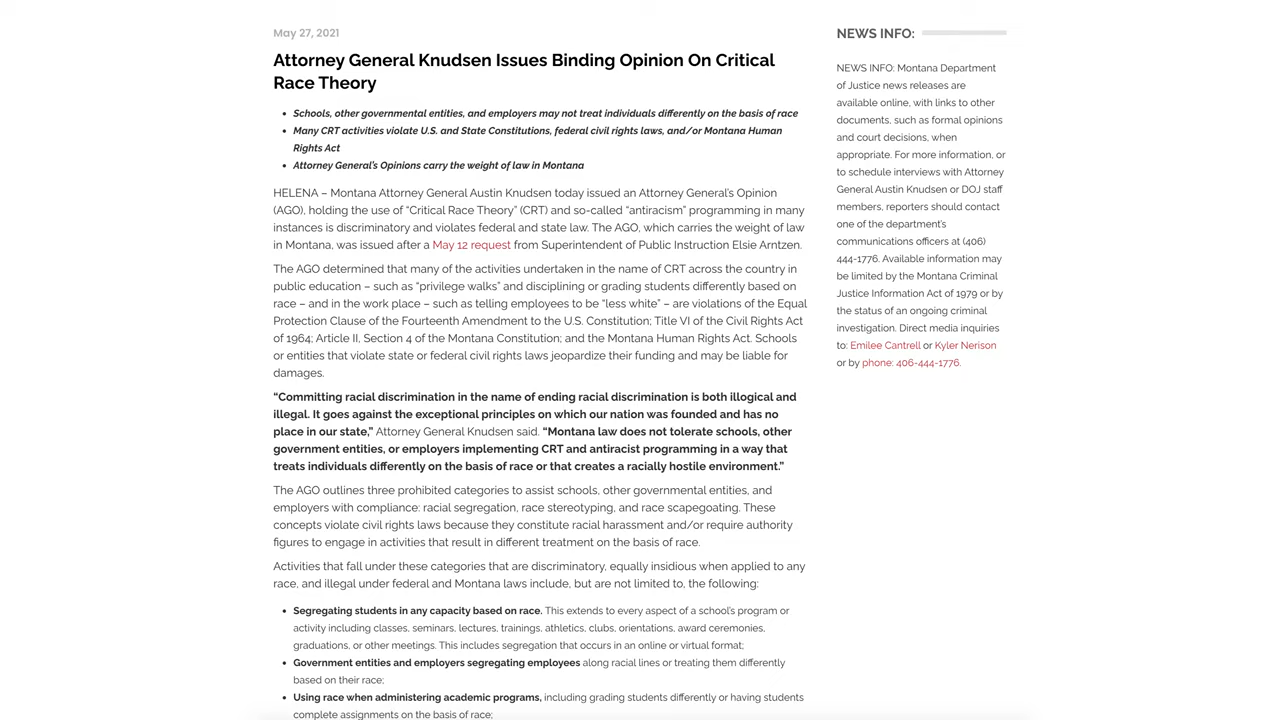 May 27, 2021
Attorney General Knudsen Issues Binding Opinion On Critical
Race Theory
• Schools, other governmental entities, and employers may not treat individuals differently on the basis of race
• Many CRT activities violate U.S. and State Constitutions, federal civil rights laws, and/or Montana Human
Rights Act
• Attorney General's Opinions carry the weight of law in Montana
HELENA – Montana Attorney General Austin Knudsen today issued an Attorney General's Opinion
(AGO), holding the use of “Critical Race Theory” (CRT) and so-called “antiracism” programming in many
instances is discriminatory and violates federal and state law. The AGO, which carries the weight of law
in Montana, was issued after a May 12 request from Superintendent of Public Instruction Elsie Arntzen.
The AGO determined that many of the activities undertaken in the name of CRT across the country in
public education – such as “privilege walks” and disciplining or grading students differently based on
race – and in the work place – such as telling employees to be “less white” – are violations of the Equal
Protection Clause of the Fourteenth Amendment to the U.S. Constitution; Title VI of the Civil Rights Act
of 1964; Article II, Section 4 of the Montana Constitution; and the Montana Human Rights Act. Schools
or entities that violate state or federal civil rights laws jeopardize their funding and may be liable for
damages.
“Committing racial discrimination in the name of ending racial discrimination is both illogical and
illegal. It goes against the exceptional principles on which our nation was founded and has no
place in our state,” Attorney General Knudsen said. “Montana law does not tolerate schools, other
government entities, or employers implementing CRT and antiracist programming in a way that
treats individuals differently on the basis of race or that creates a racially hostile environment.”
The AGO outlines three prohibited categories to assist schools, other governmental entities, and
employers with compliance: racial segregation, race stereotyping, and race scapegoating. These
concepts violate civil rights laws because they constitute racial harassment and/or require authority
figures to engage in activities that result in different treatment on the basis of race.
Activities that fall under these categories that are discriminatory, equally insidious when applied to any
race, and illegal under federal and Montana laws include, but are not limited to, the following:
• Segregating students in any capacity based on race. This extends to every aspect of a school's program or
activity including classes, seminars, lectures, trainings, athletics, clubs, orientations, award ceremonies,
graduations, or other meetings. This includes segregation that occurs in an online or virtual format;
• Government entities and employers segregating employees along racial lines or treating them differently
based on their race;
• Using race when administering academic programs, including grading students differently or having students
complete assignments on the basis of race;
NEWS INFO:
NEWS INFO: Montana Department
of Justice news releases are
available online, with links to other
documents, such as formal opinions
and court decisions, when
appropriate. For more information, or
to schedule interviews with Attorney
General Austin Knudsen or DOJ staff
members, reporters should contact
one of the department's
communications officers at (406)
444-1776. Available information may
be limited by the Montana Criminal
Justice Information Act of 1979 or by
the status of an ongoing criminal
investigation. Direct media inquiries
to: Emilee Cantrell or Kyler Nerison
or by phone: 406-444-1776.